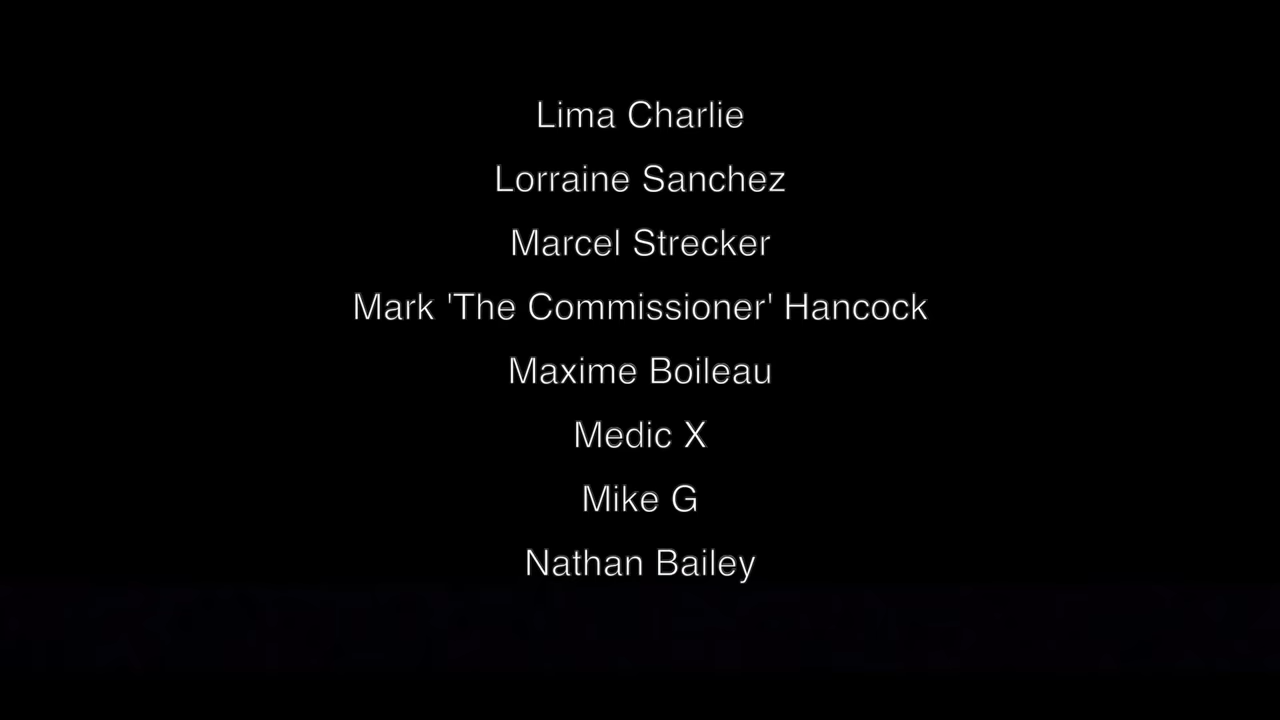 Lima Charlie
Lorraine Sanchez
Marcel Strecker
Mark 'The Commissioner' Hancock
Maxime Boileau
Medic X
Mike G
Nathan Bailey